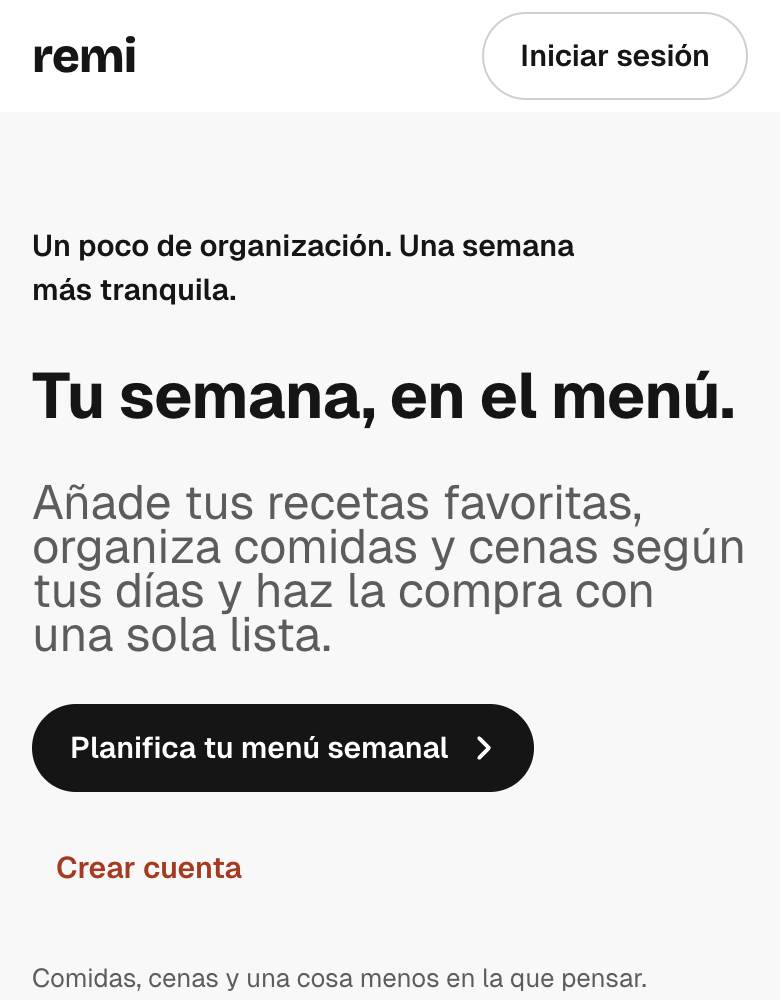 remi
Iniciar sesión
Un poco de organización. Una semana
más tranquila.
Tu semana, en el menú.
Añade tus recetas favoritas,
organiza comidas y cenas según
tus días y haz la compra con
una sola lista.
Planifica tu menú semanal
Crear cuenta
Comidas, cenas y una cosa menos en la que pensar.